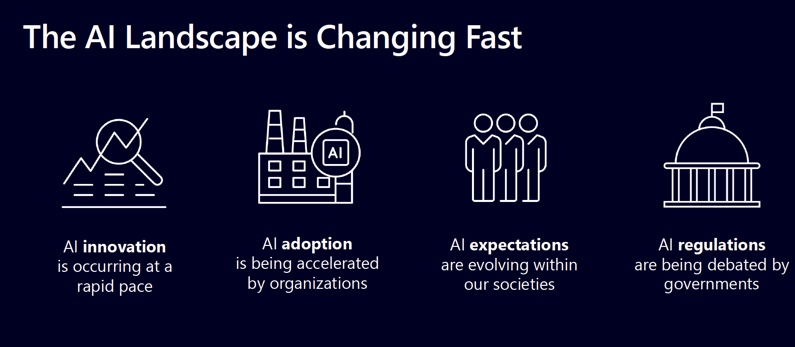 The AI Landscape is Changing Fast
AI
AI innovation
is occurring at a
rapid pace
AI adoption
is being accelerated
by organizations
AI expectations
are evolving within
our societies
AI regulations
are being debated by
governments